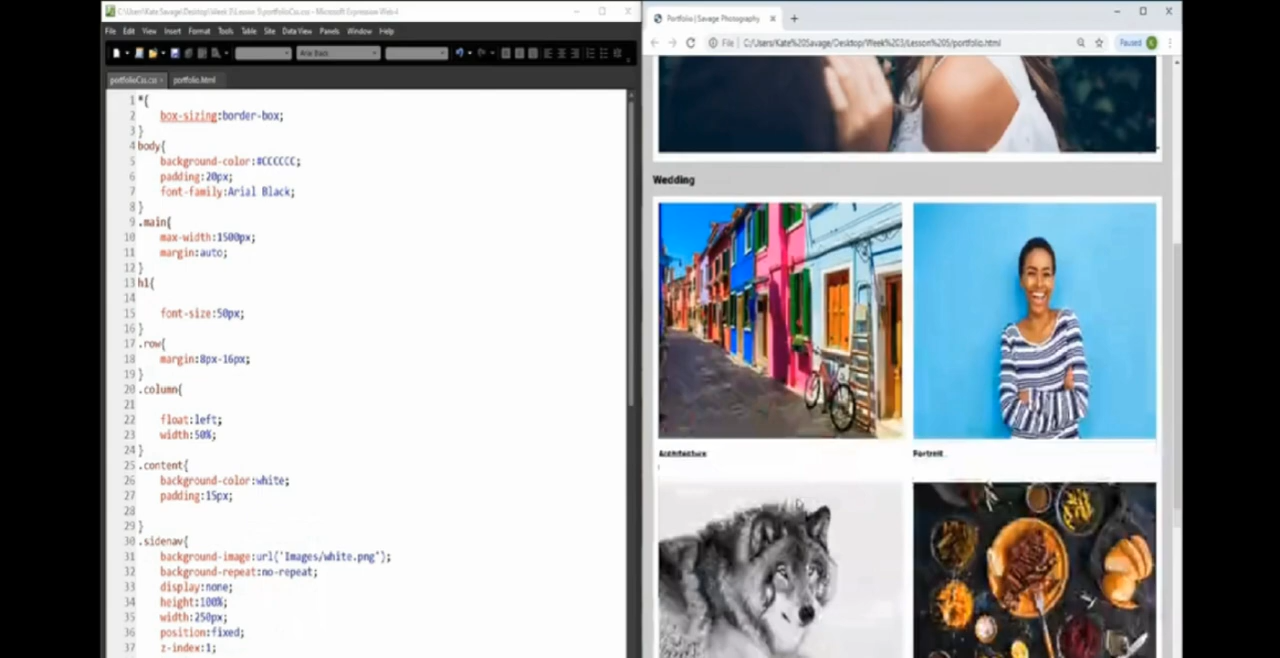 C:\Users\Kate Savage\Desktop\Week 3\Lesson 5\portfolioCss.css - Microsoft Expression Web 4
File Edit View Insert Format Tools Table Site Data View Panels Window Help
Arial Black
portfolioCss.css × portfolio.html
1 *{
2 box-sizing:border-box;
3 }
4 body{
5 background-color:#CCCCCC;
6 padding:20px;
7 font-family:Arial Black;
8 }
9 .main{
10 max-width:1500px;
11 margin:auto;
12 }
13 h1{
14
15 font-size:50px;
16 }
17 .row{
18 margin:8px-16px;
19 }
20 .column{
21
22 float:left;
23 width:50%;
24 }
25 .content{
26 background-color:white;
27 padding:15px;
28
29 }
30 .sidenav{
31 background-image:url('Images/white.png');
32 background-repeat:no-repeat;
33 display:none;
34 height:100%;
35 width:250px;
36 position:fixed;
37 z-index:1;
Portfolio | Savage Photography
File | C:/Users/Kate%20Savage/Desktop/Week%203/Lesson%205/portfolio.html
Paused K
Wedding
Architecture
Portrait